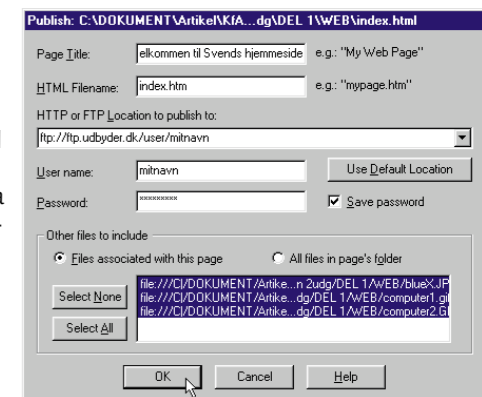 Publish: C:\DOKUMENT\Artikel\KfA...dg\DEL 1\WEB\index.html
Page Title: elkommen til Svends hjemmeside e.g.: "My Web Page"
HTML Filename: index.htm e.g.: "mypage.htm"
HTTP or FTP Location to publish to:
ftp://ftp.udbyder.dk/user/mitnavn
User name: mitnavn Use Default Location
Password: ********* Save password
Other files to include
Files associated with this page All files in page's folder
Select None
Select All
file:///C|/DOKUMENT/Artike...n 2udg/DEL 1/WEB/blueX.JP
file:///C|/DOKUMENT/Artike...dg/DEL 1/WEB/computer1.gi
file:///C|/DOKUMENT/Artike...dg/DEL 1/WEB/computer2.GI
OK Cancel Help